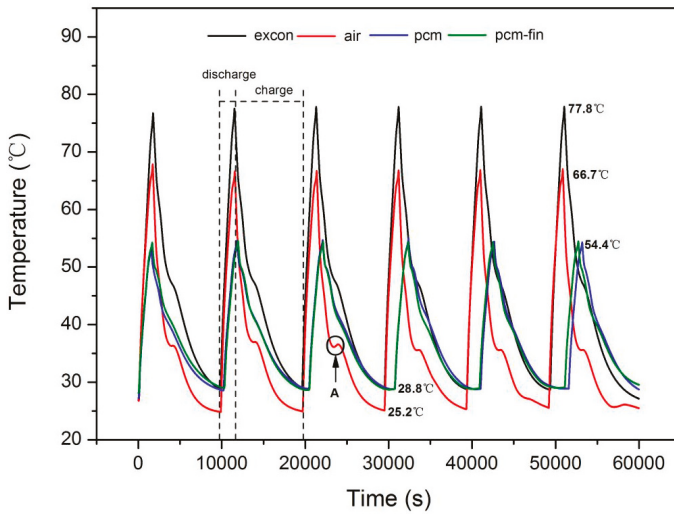 excon air pcm pcm-fin
discharge
charge
77.8℃
66.7℃
54.4℃
A
28.8℃
25.2℃
Temperature (℃)
95
90
80
70
60
50
40
30
20
0 10000 20000 30000 40000 50000 60000
Time (s)